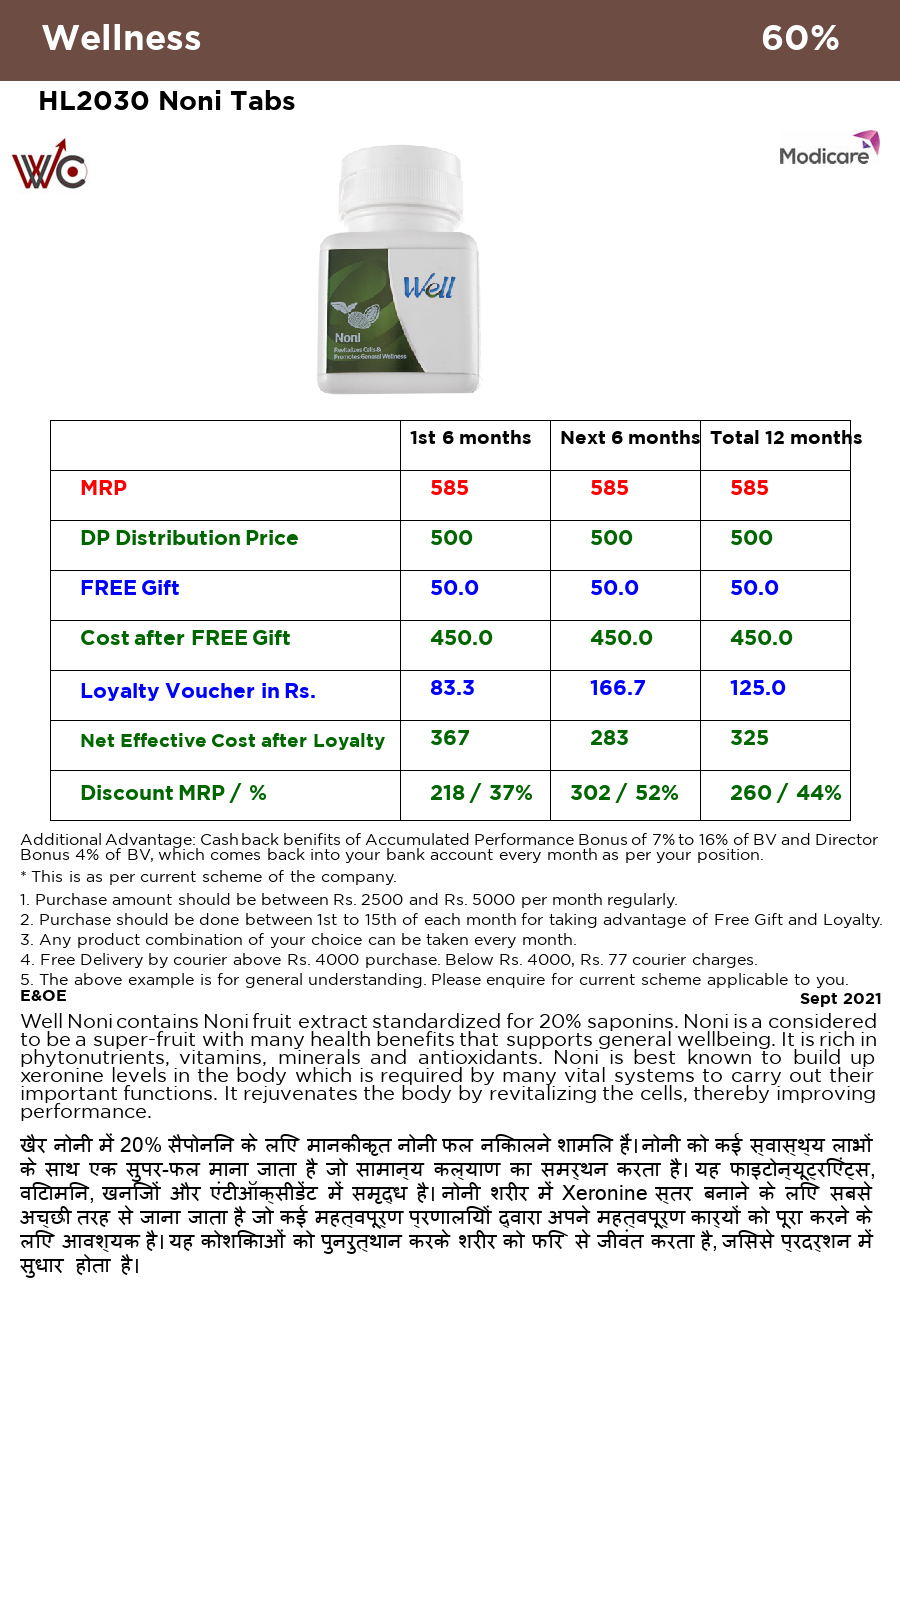 Wellness 60%
HL2030 Noni Tabs
WC
Modicare
Well
Noni
Revitalizes Cells &
Promotes General Wellness
1st 6 months Next 6 months Total 12 months
MRP 585 585 585
DP Distribution Price 500 500 500
FREE Gift 50.0 50.0 50.0
Cost after FREE Gift 450.0 450.0 450.0
Loyalty Voucher in Rs. 83.3 166.7 125.0
Net Effective Cost after Loyalty 367 283 325
Discount MRP / % 218 / 37% 302 / 52% 260 / 44%
Additional Advantage: Cash back benifits of Accumulated Performance Bonus of 7% to 16% of BV and Director
Bonus 4% of BV, which comes back into your bank account every month as per your position.
* This is as per current scheme of the company.
1. Purchase amount should be between Rs. 2500 and Rs. 5000 per month regularly.
2. Purchase should be done between 1st to 15th of each month for taking advantage of Free Gift and Loyalty.
3. Any product combination of your choice can be taken every month.
4. Free Delivery by courier above Rs. 4000 purchase. Below Rs. 4000, Rs. 77 courier charges.
5. The above example is for general understanding. Please enquire for current scheme applicable to you.
E&OE
Sept 2021
Well Noni contains Noni fruit extract standardized for 20% saponins. Noni is a considered
to be a super-fruit with many health benefits that supports general wellbeing. It is rich in
phytonutrients, vitamins, minerals and antioxidants. Noni is best known to build up
xeronine levels in the body which is required by many vital systems to carry out their
important functions. It rejuvenates the body by revitalizing the cells, thereby improving
performance.
खैर नोनी में 20% सैपोननि के लिए मानकीकृत नोनी फल निकालने शामिल हैं। नोनी को कई स्वास्थ्य लाभों
के साथ एक सुपर-फल माना जाता है जो सामान्य कल्याण का समर्थन करता है। यह फाइटोन्यूट्रिएंट्स,
विटामिन, खनिजों और एंटीऑक्सीडेंट में समृद्ध है। नोनी शरीर में Xeronine स्तर बनाने के लिए सबसे
अच्छी तरह से जाना जाता है जो कई महत्वपूर्ण प्रणालियों द्वारा अपने महत्वपूर्ण कार्यों को पूरा करने के
लिए आवश्यक है। यह कोशिकाओं को पुनरुत्थान करके शरीर को फिर से जीवंत करता है, जिससे प्रदर्शन में
सुधार होता है।